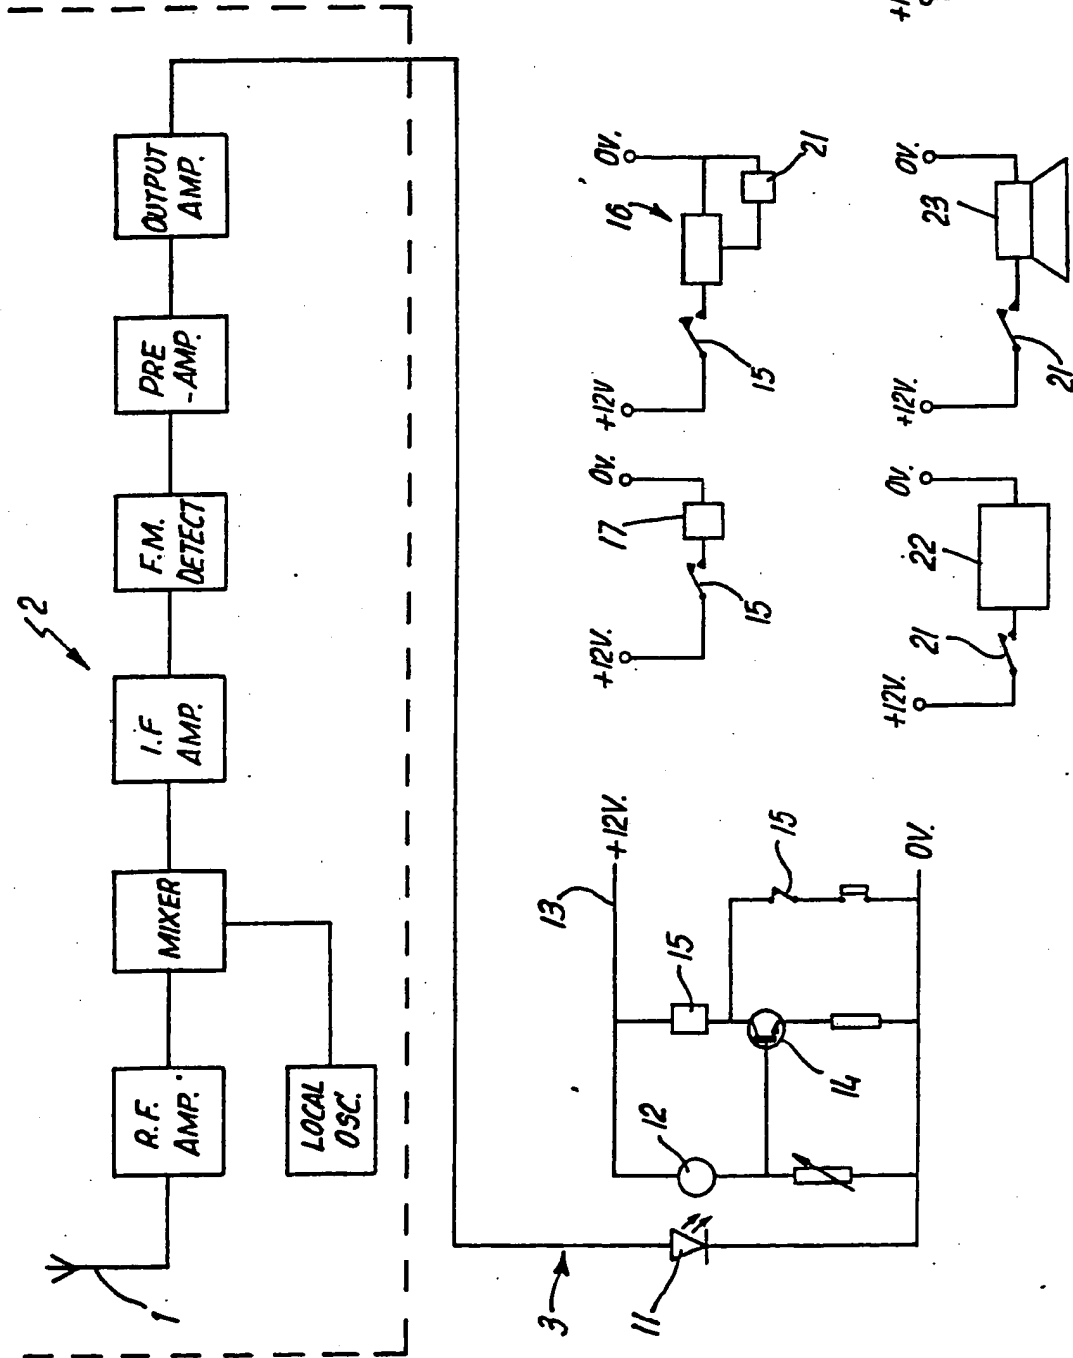 2
OUTPUT
AMP.
PRE
-AMP.
F.M.
DETECT
I.F
AMP.
MIXER
R.F.
AMP.
LOCAL
OSC.
1
3
11
12
13
+12V.
15
14
15
0V.
+12V.
15
17
0V.
+12V
15
16
0V.
21
+12V.
21
22
0V.
+12V.
21
23
0V.